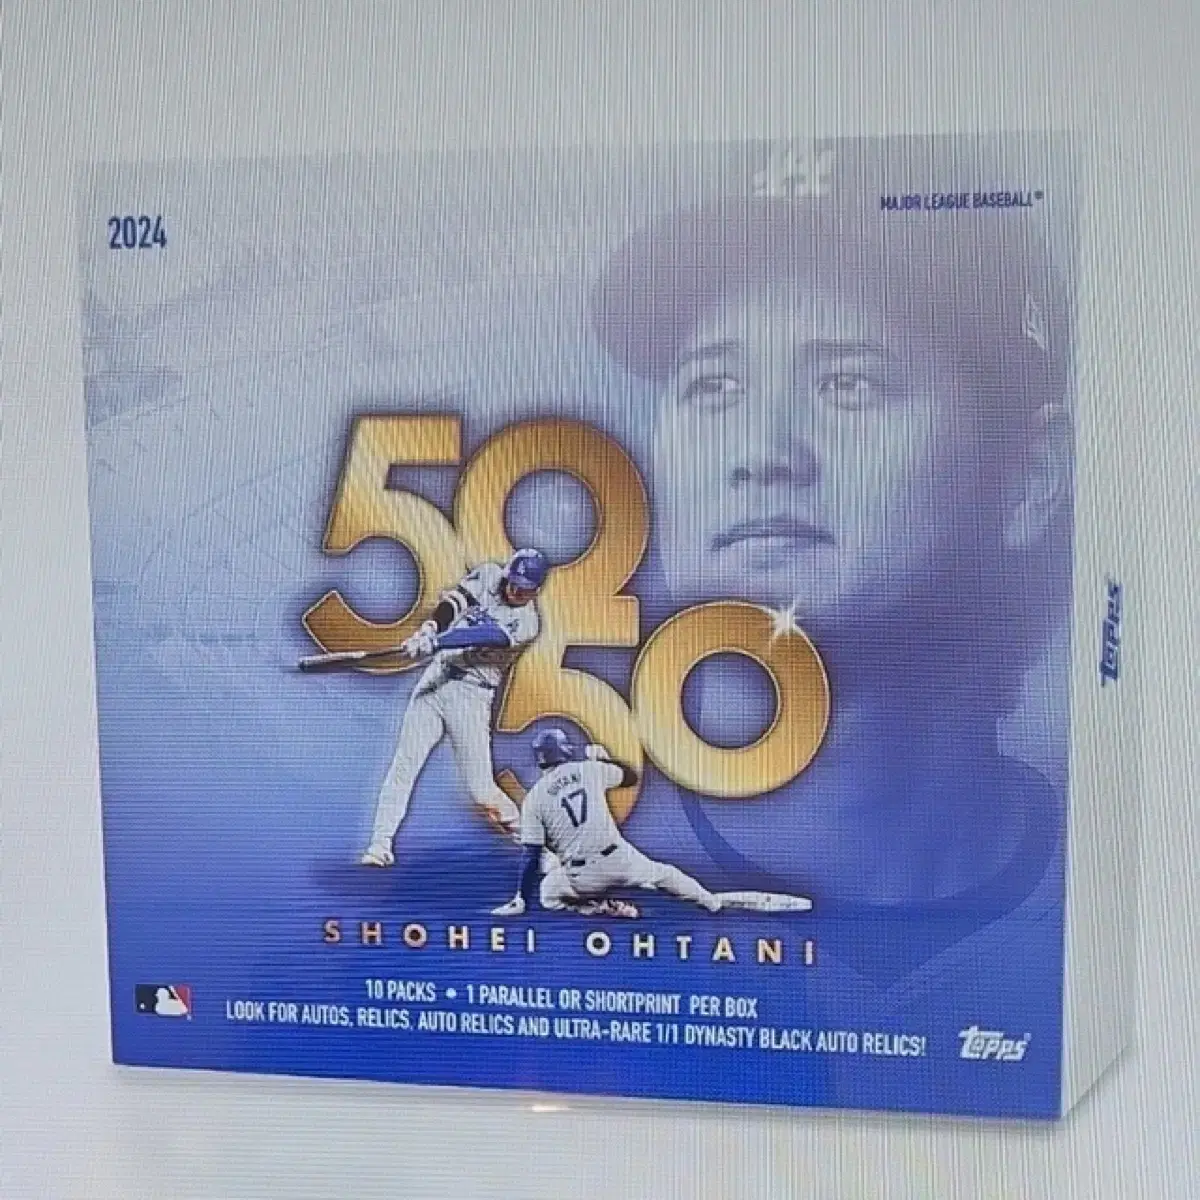 2024
MAJOR LEAGUE BASEBALL®
50
50
OHTANI
17
SHOHEI OHTANI
10 PACKS • 1 PARALLEL OR SHORTPRINT PER BOX
LOOK FOR AUTOS, RELICS, AUTO RELICS AND ULTRA-RARE 1/1 DYNASTY BLACK AUTO RELICS!
Topps
Topps